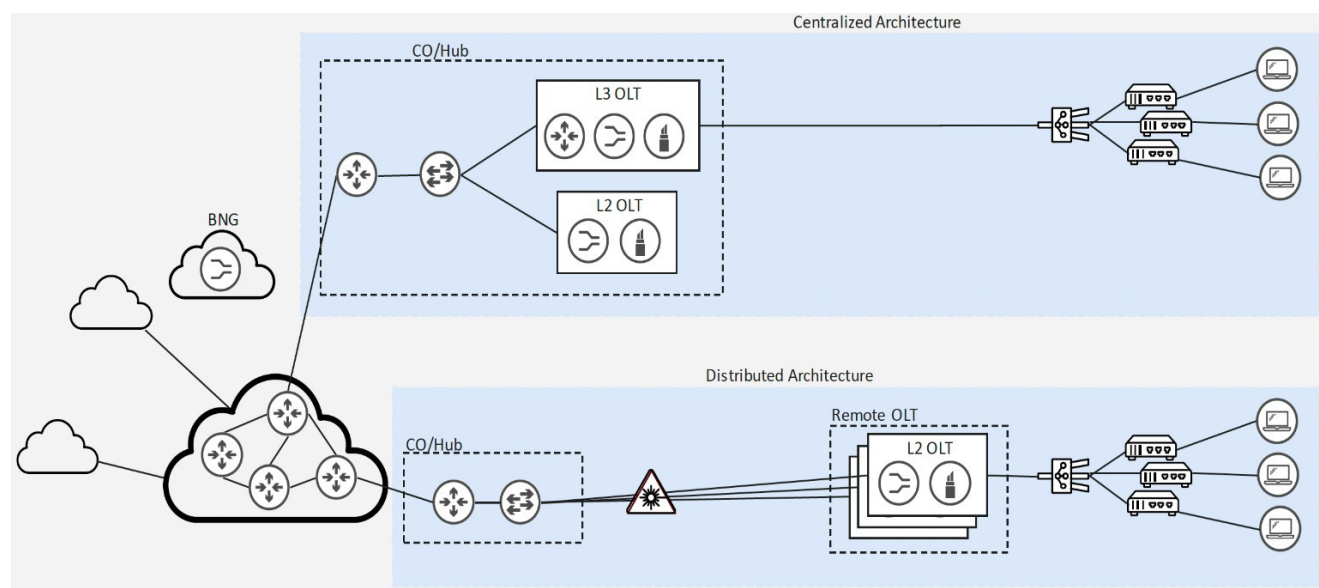 Centralized Architecture
CO/Hub
L3 OLT
L2 OLT
BNG
Distributed Architecture
Remote OLT
CO/Hub
L2 OLT